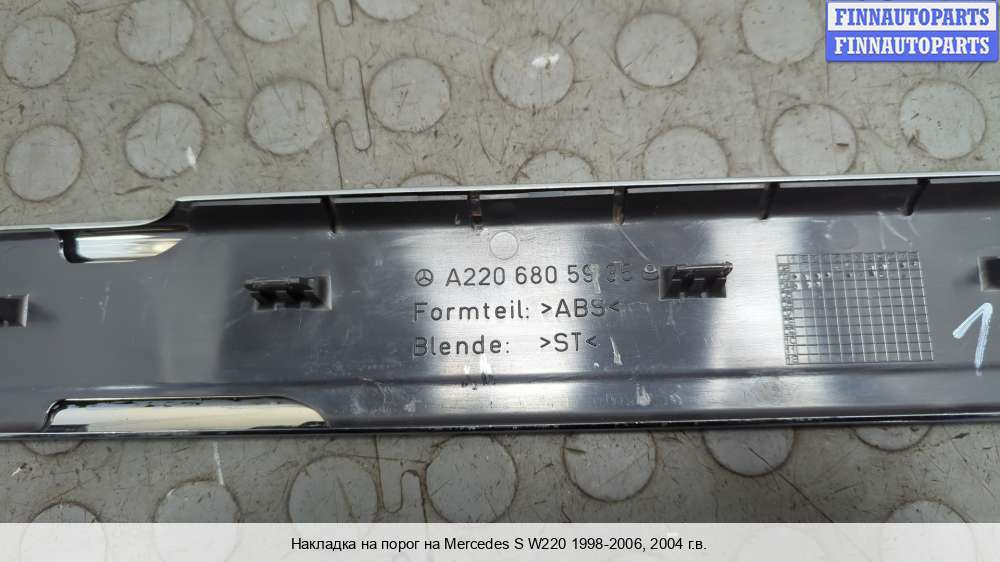 FINNAUTOPARTS
FINNAUTOPARTS
A220 680 59 35
Formteil: >ABS<
Blende: >ST<
1
Накладка на порог на Mercedes S W220 1998-2006, 2004 г.в.